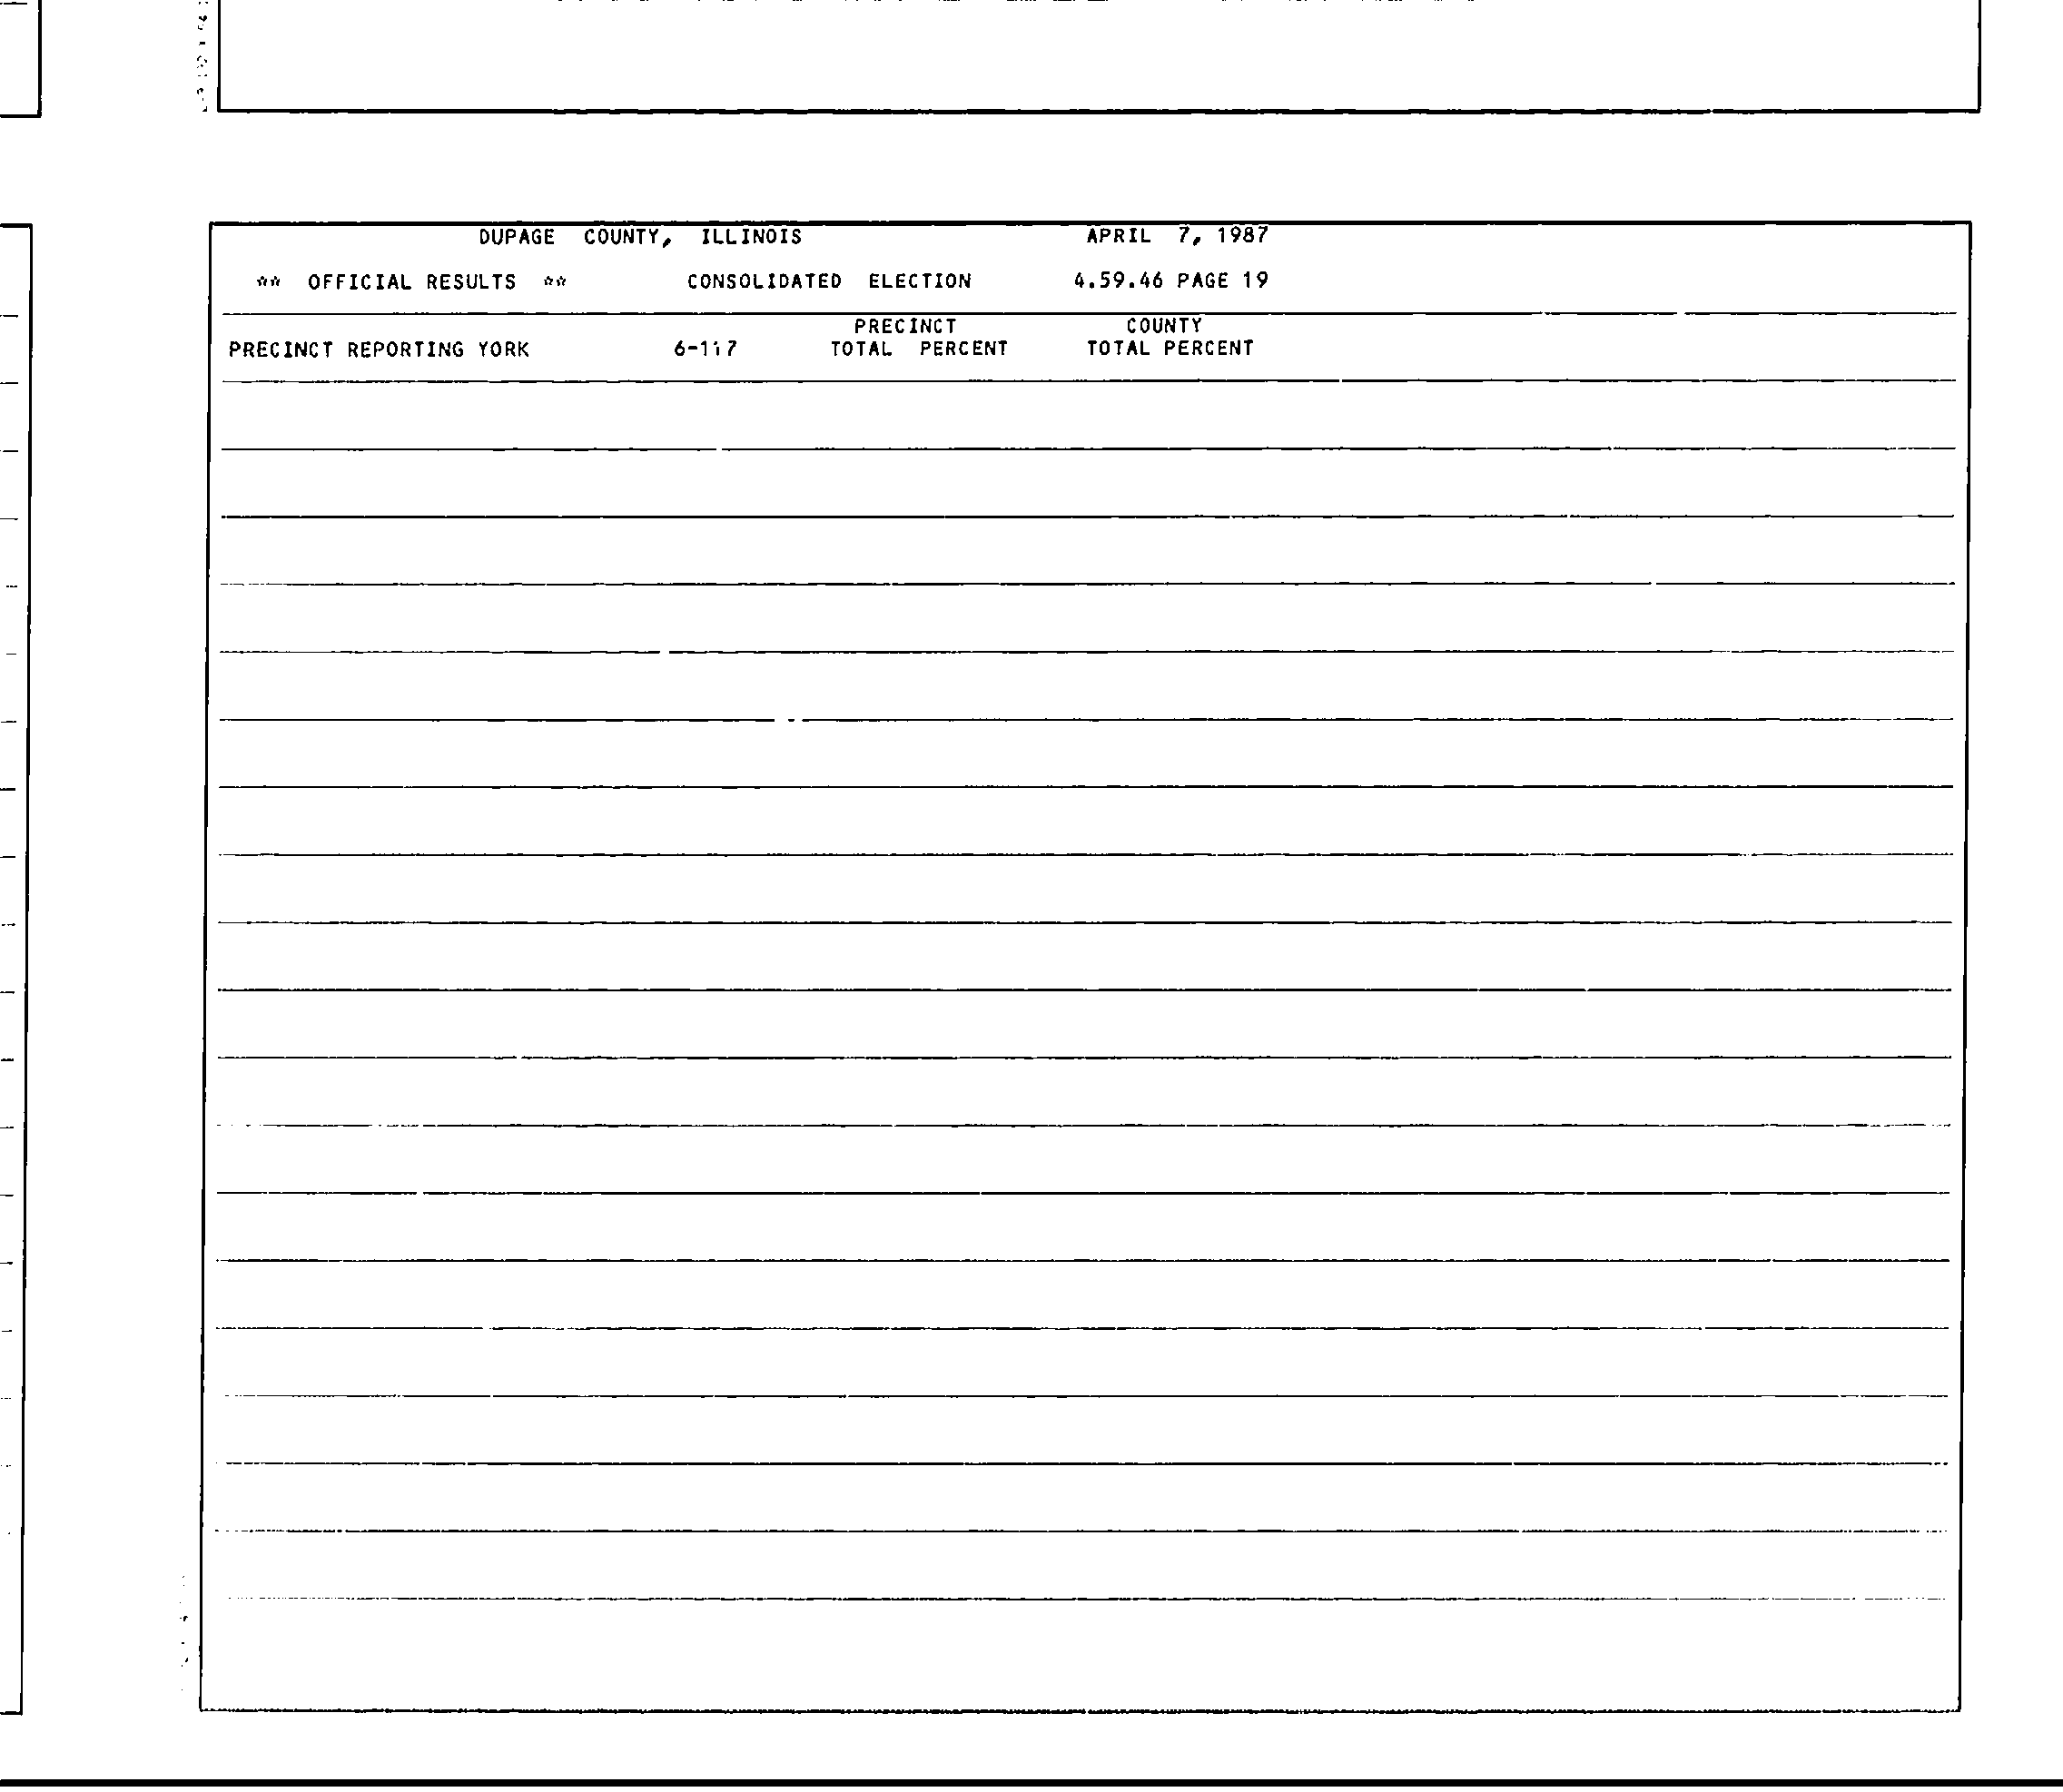 DUPAGE COUNTY, ILLINOIS APRIL 7, 1987
** OFFICIAL RESULTS ** CONSOLIDATED ELECTION 4.59.46 PAGE 19
PRECINCT COUNTY
PRECINCT REPORTING YORK 6-117 TOTAL PERCENT TOTAL PERCENT